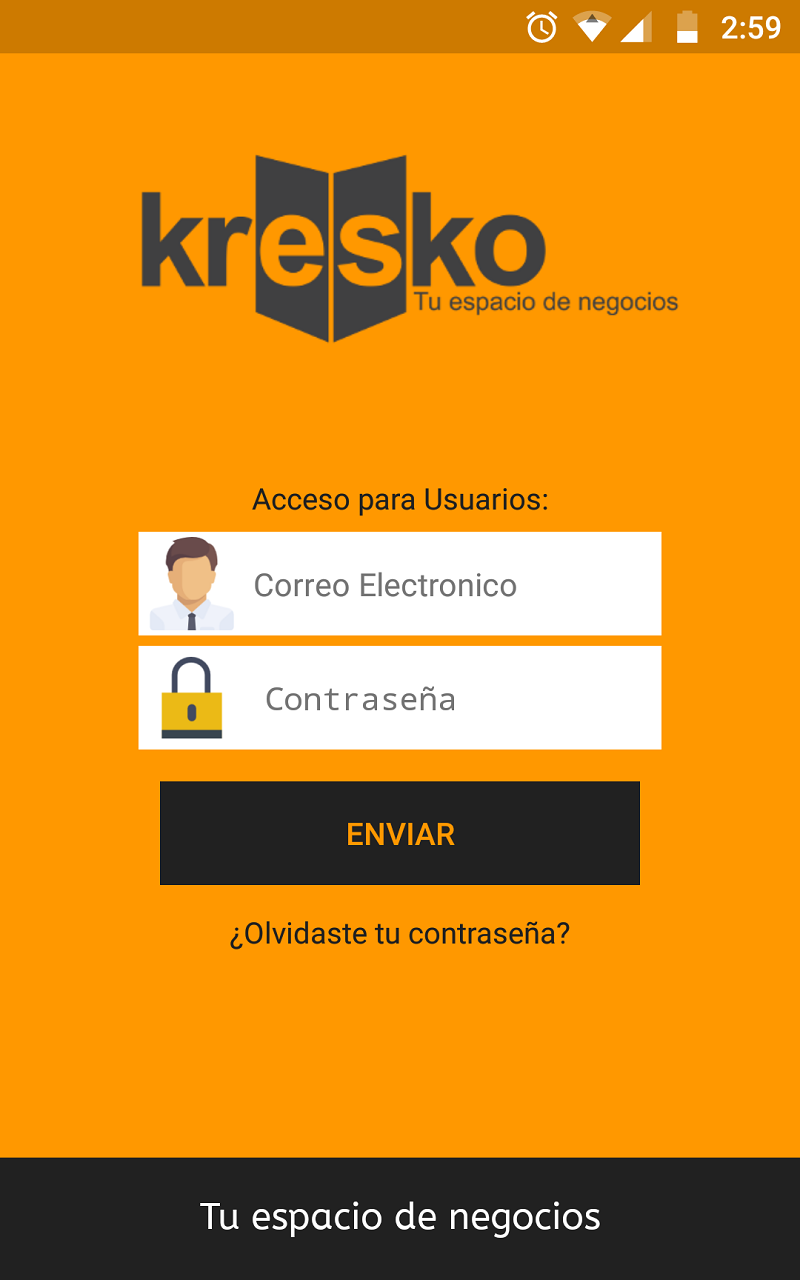 2:59
kresko
Tu espacio de negocios
Acceso para Usuarios:
Correo Electronico
Contraseña
ENVIAR
¿Olvidaste tu contraseña?
Tu espacio de negocios